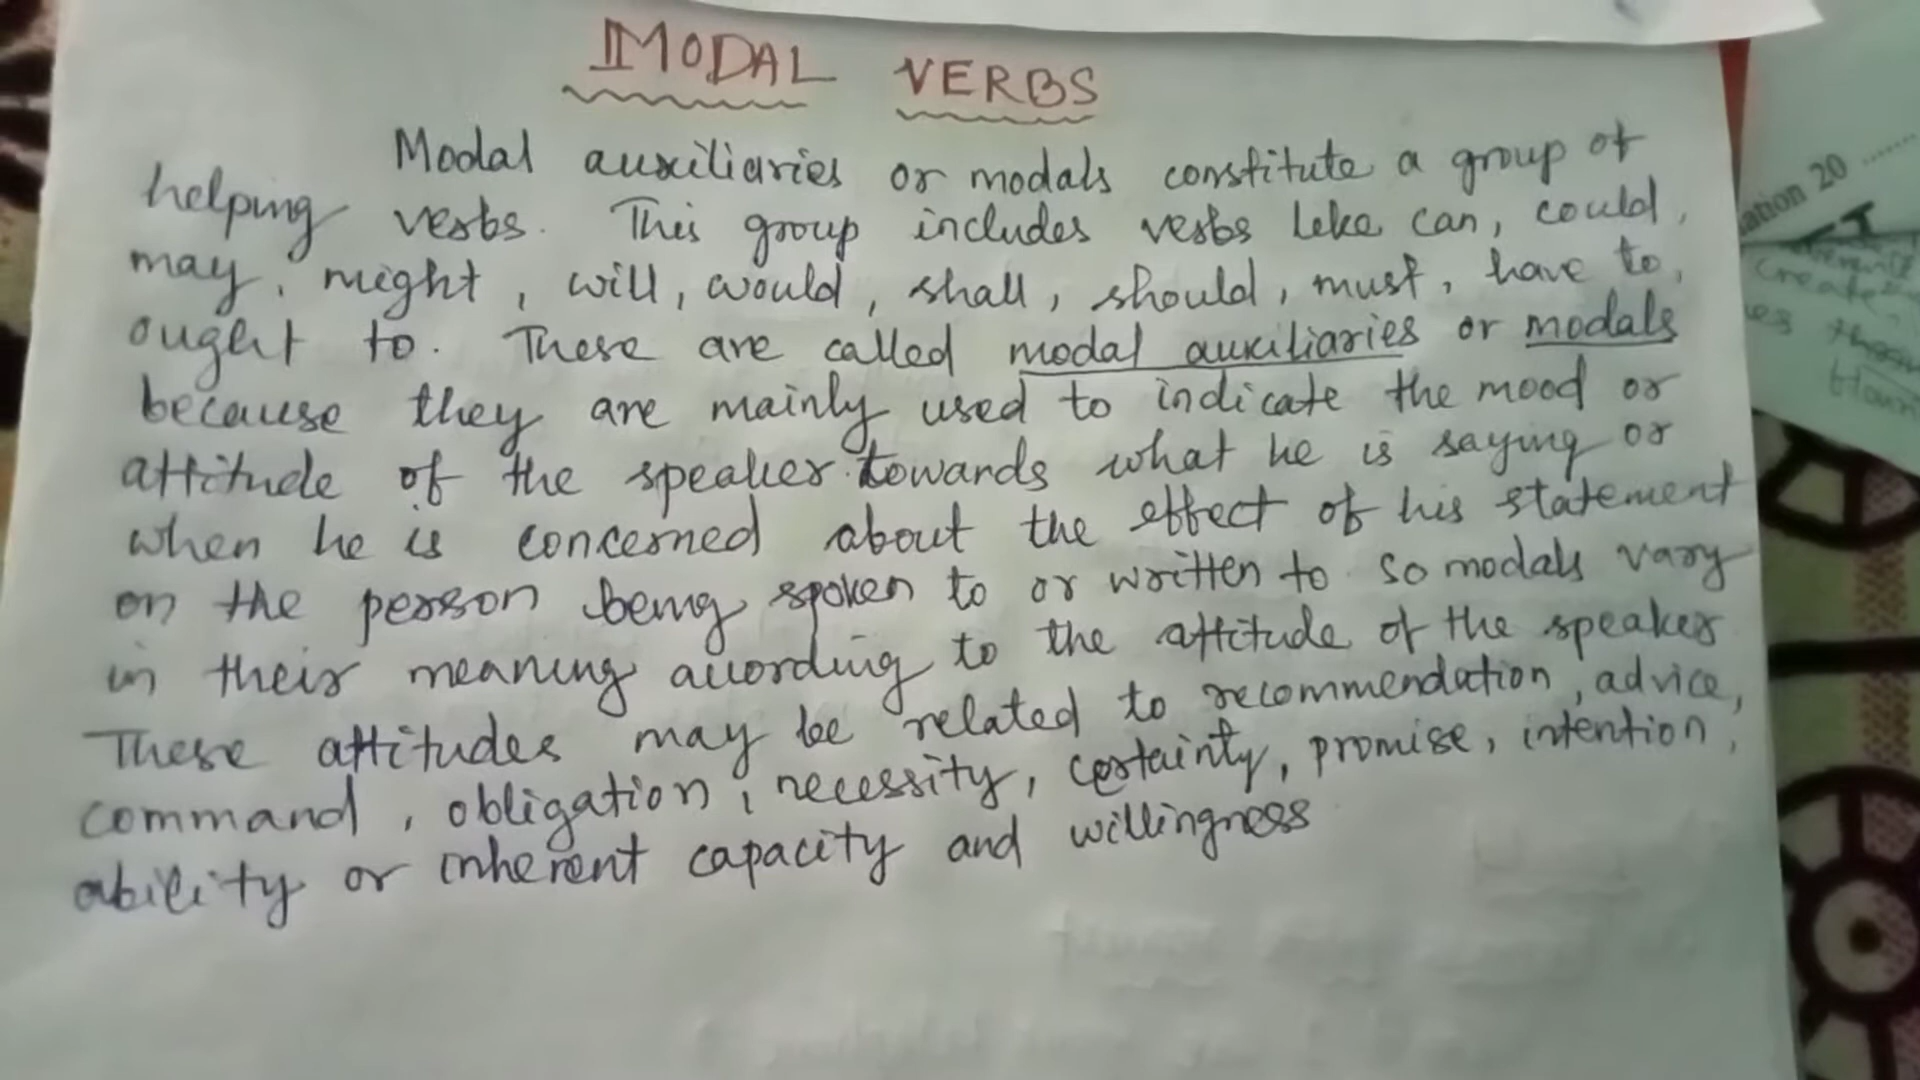 MODAL VERBS
Modal auxiliaries or modals constitute a group of
helping verbs. This group includes verbs like can, could,
may, might, will, would, shall, should, must, have to,
ought to. These are called modal auxiliaries or modals
because they are mainly used to indicate the mood or
attitude of the speaker towards what he is saying or
when he is concerned about the effect of his statement
on the person being spoken to or written to. So modals vary
in their meaning according to the attitude of the speaker
These attitudes may be related to recommendation, advice,
command, obligation, necessity, certainty, promise, intention,
ability or inherent capacity and willingness
ation 20 ........